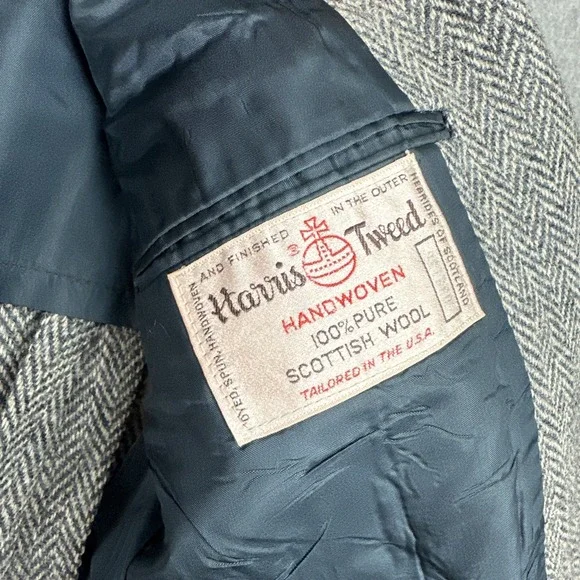 DYED, SPUN, HANDWOVEN AND FINISHED IN THE OUTER HEBRIDES OF SCOTLAND
Harris Tweed ®
HANDWOVEN
100% PURE
SCOTTISH WOOL
TAILORED IN THE U.S.A.